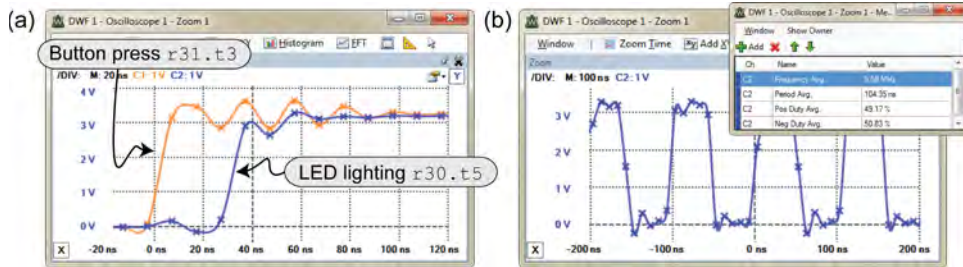 (a)
DWF 1 - Oscilloscope 1 - Zoom 1
Button press r31.t3
Histogram FFT
/DIV: M: 20 ns C1: 1 V C2: 1 V
Y
4 V
3 V
2 V
1 V
0 V
LED lighting r30.t5
X
-20 ns 0 ns 20 ns 40 ns 60 ns 80 ns 100 ns 120 ns
(b)
DWF 1 - Oscilloscope 1 - Zoom 1
Window Zoom Time Add X
Zoom
/DIV: M: 100 ns C2: 1 V
3 V
2 V
1 V
0 V
X
-200 ns 0 ns 100 ns 200 ns
DWF 1 - Oscilloscope 1 - Zoom 1 - Me..
Window Show Owner
Add
Ch Name Value
C2 Frequency Avg. 9.58 MHz
C2 Period Avg. 104.35 ns
C2 Pos Duty Avg. 49.17 %
C2 Neg Duty Avg. 50.83 %